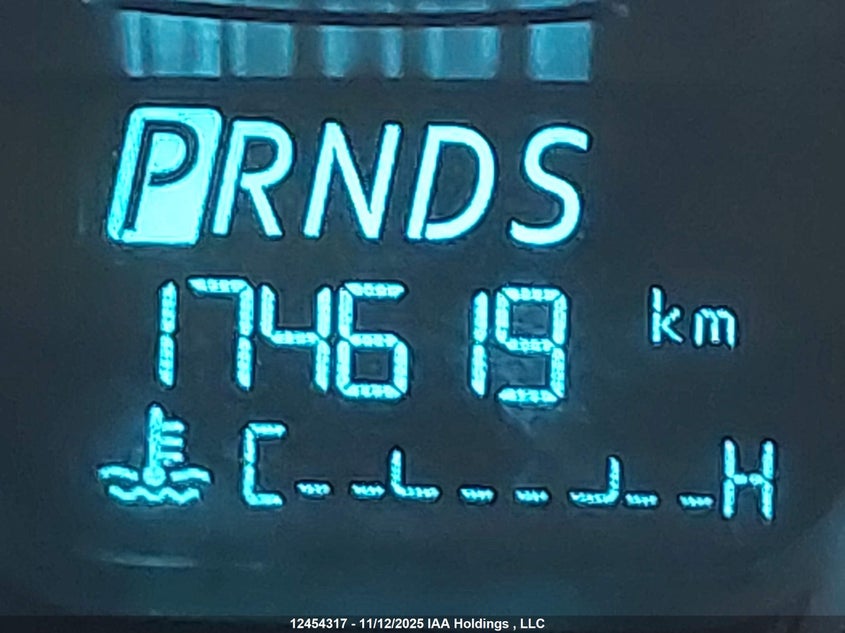 PRNDS
174619 km
C H
12454317 - 11/12/2025 IAA Holdings , LLC